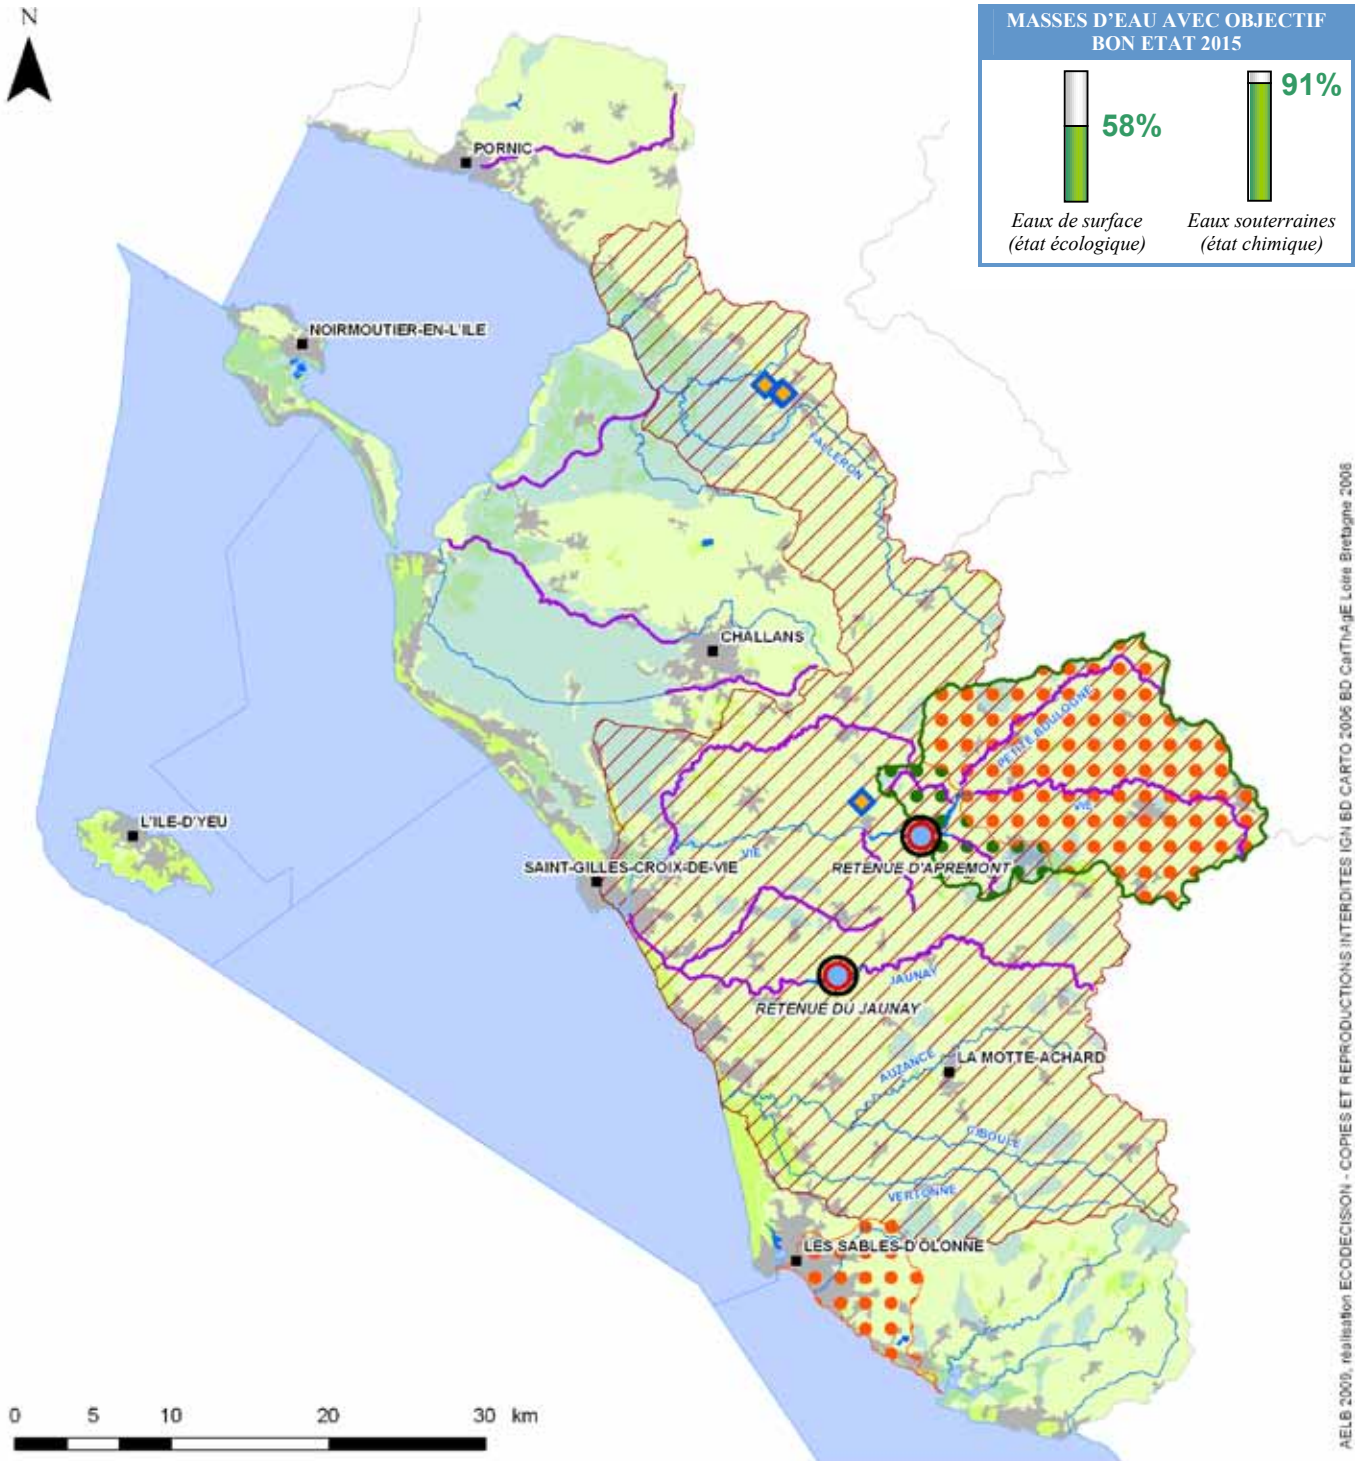 N
MASSES D'EAU AVEC OBJECTIF
BON ETAT 2015
58%
91%
Eaux de surface
(état écologique)
Eaux souterraines
(état chimique)
PORNIC
NOIRMOUTIER-EN-L'ILE
FALLERON
CHALLANS
PETITE BOULOGNE
VIE
L'ILE-D'YEU
VIE
SAINT-GILLES-CROIX-DE-VIE
RETENUE D'APREMONT
JAUNAY
RETENUE DU JAUNAY
AUZANCE
LA MOTTE-ACHARD
CIBOULE
VERTONNE
LES SABLES-D'OLONNE
0 5 10 20 30 km
AELB 2009, réalisation ECODECISION - COPIES ET REPRODUCTIONS INTERDITES IGN BD CARTO 2006 BD CarThAgE Loire Bretagne 2008